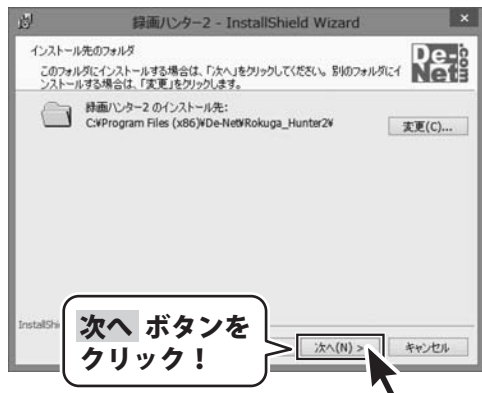 録画ハンター2 - InstallShield Wizard
インストール先のフォルダ
このフォルダにインストールする場合は、「次へ」をクリックしてください。別のフォルダにイ
ンストールする場合は、「変更」をクリックします。
De-Net.com
録画ハンター2 のインストール先:
C:¥Program Files (x86)¥De-Net¥Rokuga_Hunter2¥
変更(C)...
InstallSh
次へ ボタンを
クリック！
次へ(N) >
キャンセル